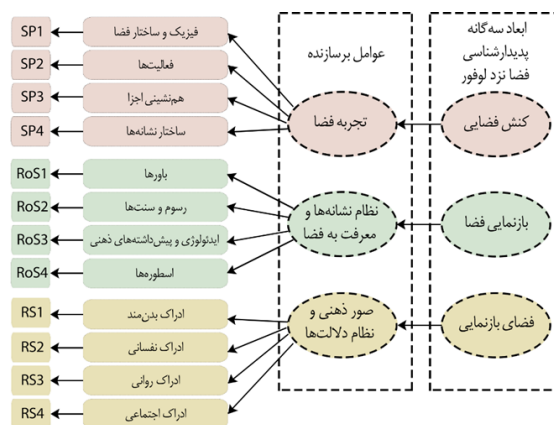 ابعاد سه‌گانه
پدیدارشناسی
فضا نزد لوفور
عوامل برسازنده
کنش فضایی
تجربه فضا
فیزیک و ساختار فضا
SP1
فعالیت‌ها
SP2
هم‌نشینی اجزا
SP3
ساختار نشانه‌ها
SP4
بازنمایی فضا
نظام نشانه‌ها و
معرفت به فضا
باورها
RoS1
رسوم و سنت‌ها
RoS2
ایدئولوژی و پیش‌داشته‌های ذهنی
RoS3
اسطوره‌ها
RoS4
فضای بازنمایی
صور ذهنی و
نظام دلالت‌ها
ادراک بدن‌مند
RS1
ادراک نفسانی
RS2
ادراک روانی
RS3
ادراک اجتماعی
RS4